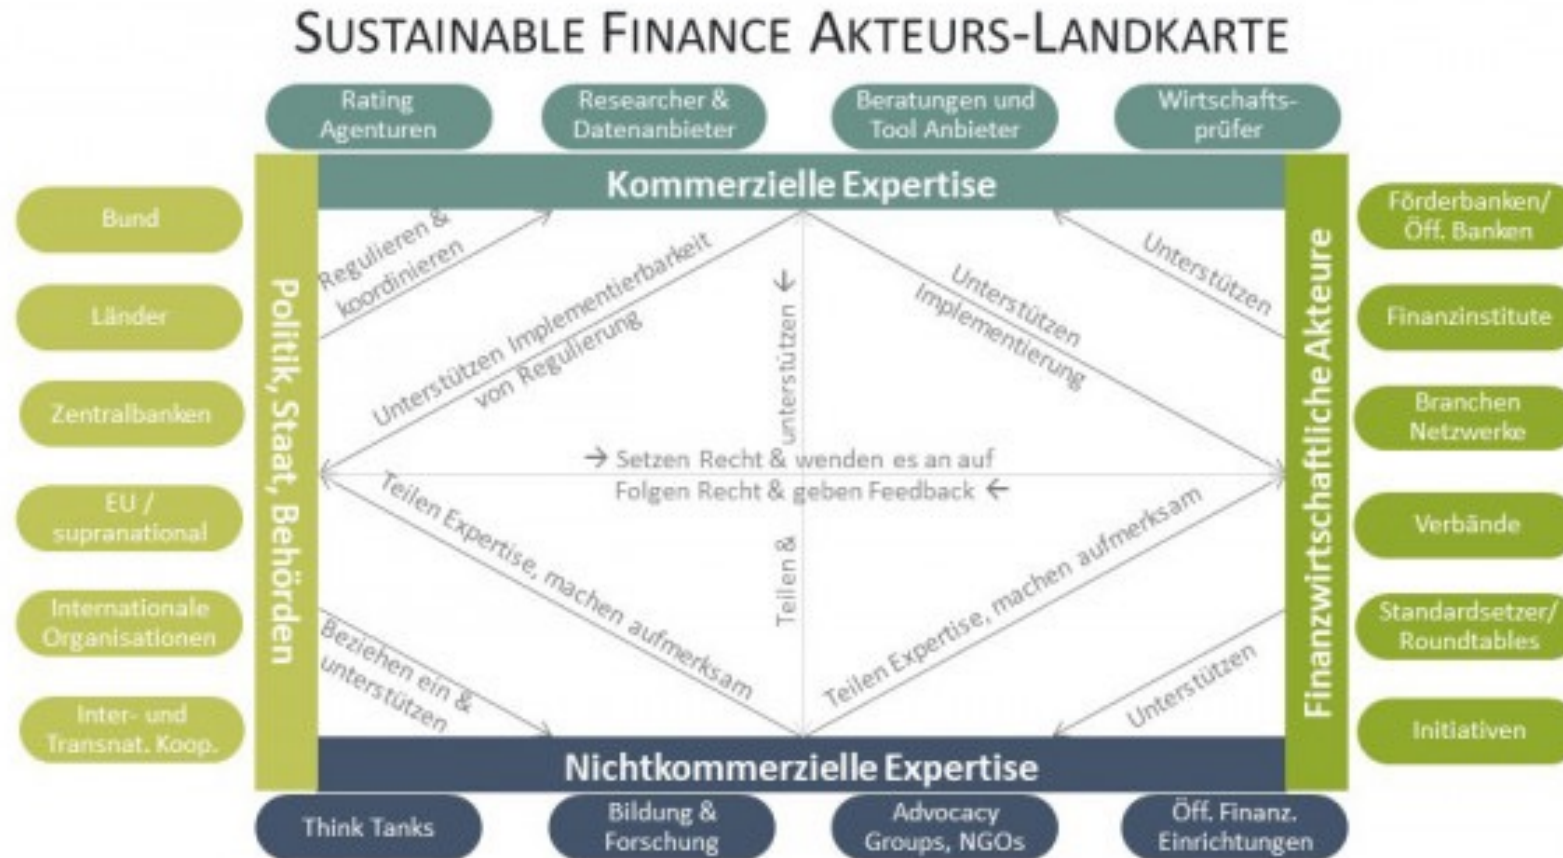 SUSTAINABLE FINANCE AKTEURS-LANDKARTE
Rating
Agenturen
Researcher &
Datenanbieter
Beratungen und
Tool Anbieter
Wirtschafts-
prüfer
Kommerzielle Expertise
Bund
Länder
Zentralbanken
EU /
supranational
Internationale
Organisationen
Inter- und
Transnat. Koop.
Politik, Staat, Behörden
Regulieren &
koordinieren
Unterstützen Implementierbarkeit
von Regulierung
Teilen & unterstützen →
Unterstützen
Implementierung
Unterstützen
→ Setzen Recht & wenden es an auf
Folgen Recht & geben Feedback ←
Teilen Expertise, machen aufmerksam
Teilen Expertise, machen aufmerksam
Beziehen ein &
unterstützen
Unterstützen
Finanzwirtschaftliche Akteure
Förderbanken/
Öff. Banken
Finanzinstitute
Branchen
Netzwerke
Verbände
Standardsetzer/
Roundtables
Initiativen
Nichtkommerzielle Expertise
Think Tanks
Bildung &
Forschung
Advocacy
Groups, NGOs
Öff. Finanz.
Einrichtungen